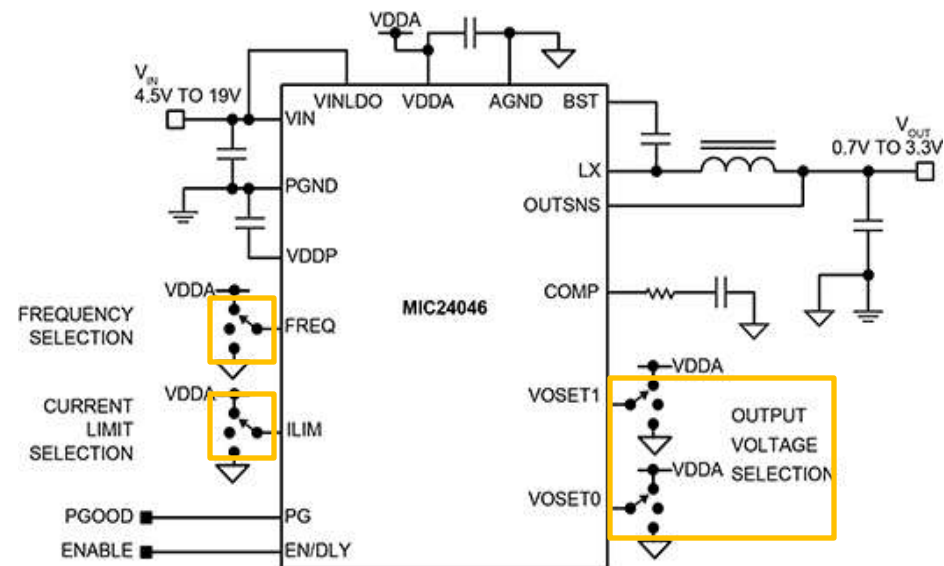 VDDA
V_IN
4.5V TO 19V
VINLDO
VDDA
AGND
BST
VIN
V_OUT
0.7V TO 3.3V
LX
PGND
OUTSNS
VDDP
VDDA
COMP
MIC24046
FREQUENCY
SELECTION
FREQ
VDDA
VDDA
VOSET1
CURRENT
LIMIT
SELECTION
ILIM
OUTPUT
VOLTAGE
SELECTION
VDDA
VOSET0
PGOOD
PG
ENABLE
EN/DLY